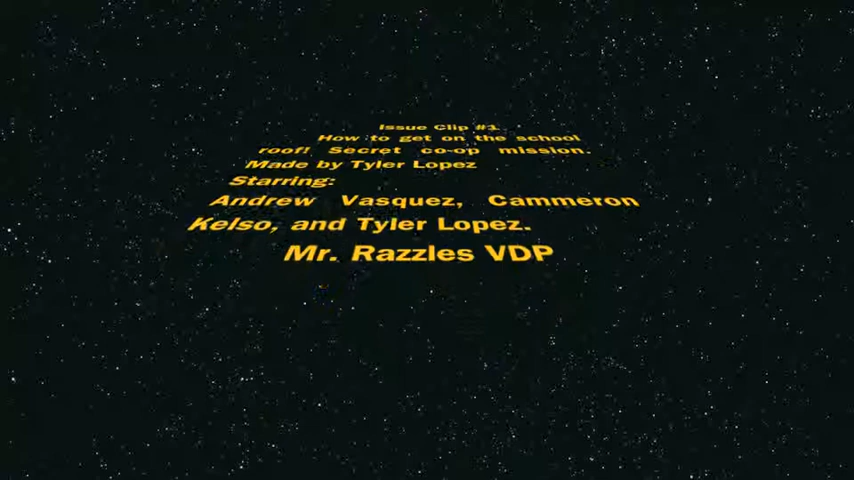 Issue Clip #1
How to get on the school
roof! Secret co-op mission.
Made by Tyler Lopez
Starring:
Andrew Vasquez, Cammeron
Kelso, and Tyler Lopez.
Mr. Razzles VDP